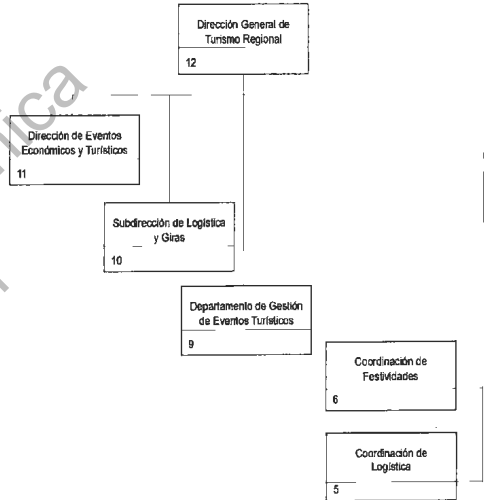 Dirección General de
Turismo Regional
12
Dirección de Eventos
Económicos y Turísticos
11
Subdirección de Logística
y Giras
10
Departamento de Gestión
de Eventos Turísticos
9
Coordinación de
Festividades
6
Coordinación de
Logística
5